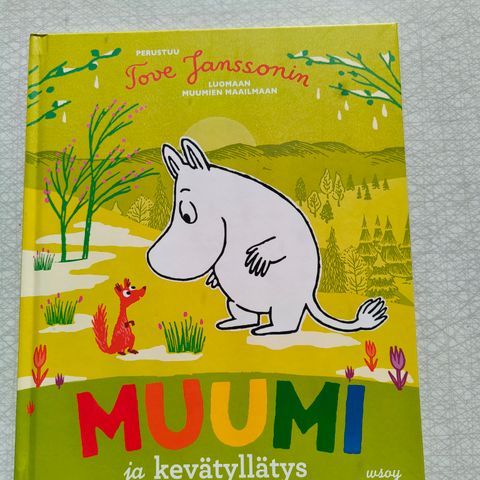 PERUSTUU
Tove Janssonin
LUOMAAN
MUUMIEN MAAILMAAN
MUUMI
ja kevätyllätys
wsoy